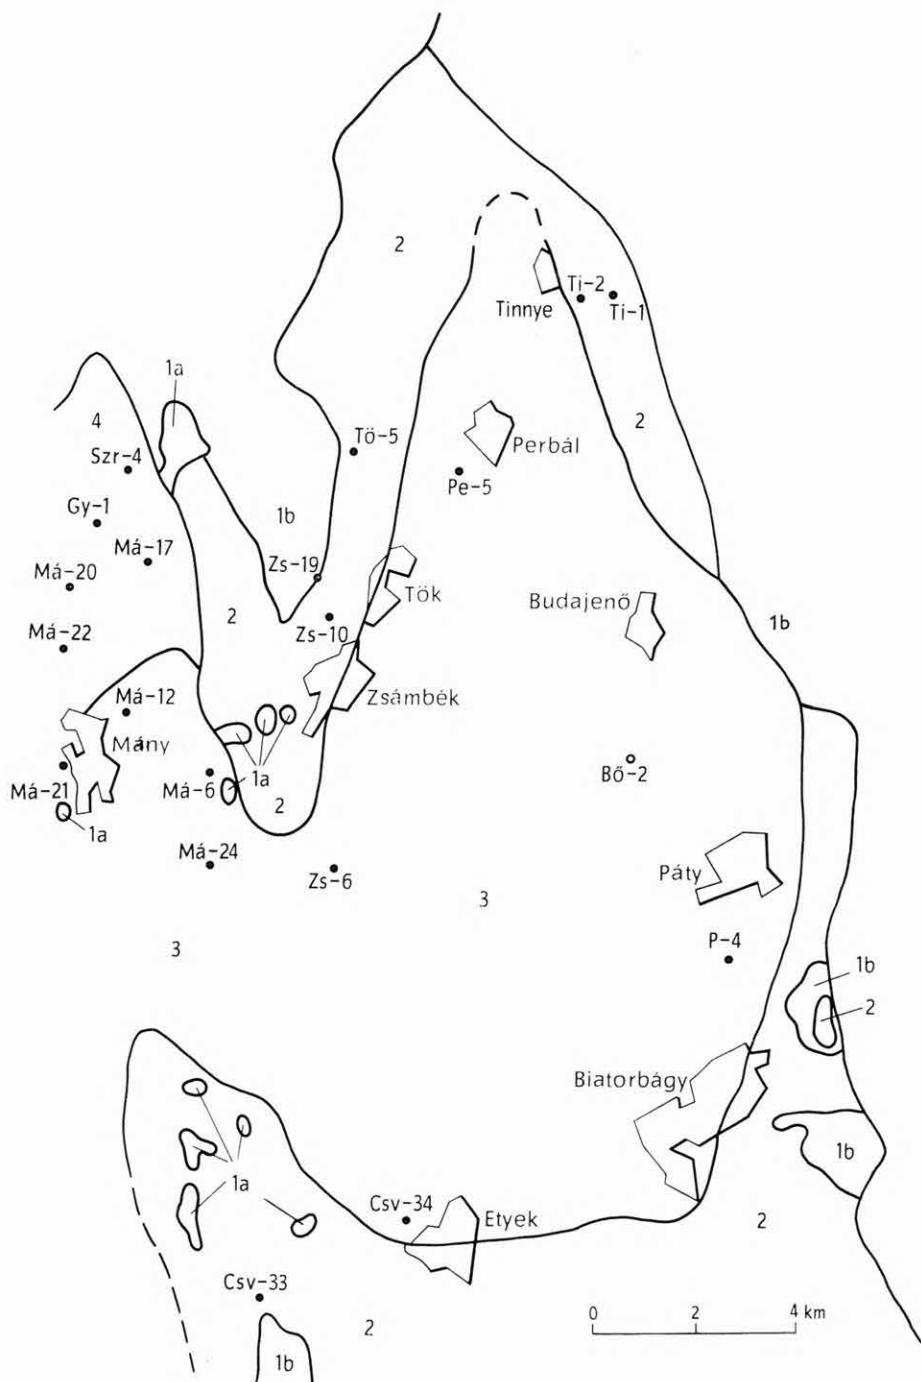 2
Ti-2
Tinnye
Ti-1
1a
4
2
Szr-4
Tö-5
Perbál
Pe-5
1b
Gy-1
Má-17
Zs-19
Má-20
Tök
Budajenő
2
Zs-10
1b
Má-22
Má-12
Zsámbék
Mány
Má-21
Má-6
1a
Bő-2
2
1a
Má-24
Zs-6
Páty
3
3
P-4
1b
2
Biatorbágy
1b
1a
Csv-34
Etyek
2
Csv-33
2
0 2 4 km
1b